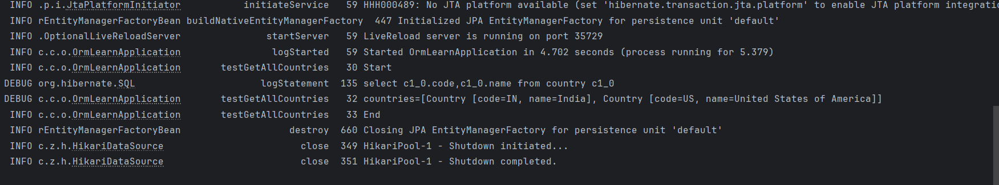 INFO .p.i.JtaPlatformInitiator initiateService 59 HHH000489: No JTA platform available (set 'hibernate.transaction.jta.platform' to enable JTA platform
INFO rEntityManagerFactoryBean buildNativeEntityManagerFactory 447 Initialized JPA EntityManagerFactory for persistence unit 'default'
INFO .OptionalLiveReloadServer startServer 59 LiveReload server is running on port 35729
INFO c.c.o.OrmLearnApplication logStarted 59 Started OrmLearnApplication in 4.702 seconds (process running for 5.379)
INFO c.c.o.OrmLearnApplication testGetAllCountries 30 Start
DEBUG org.hibernate.SQL logStatement 135 select c1_0.code,c1_0.name from country c1_0
DEBUG c.c.o.OrmLearnApplication testGetAllCountries 32 countries=[Country [code=IN, name=India], Country [code=US, name=United States of America]]
INFO c.c.o.OrmLearnApplication testGetAllCountries 33 End
INFO rEntityManagerFactoryBean destroy 660 Closing JPA EntityManagerFactory for persistence unit 'default'
INFO c.z.h.HikariDataSource close 349 HikariPool-1 - Shutdown initiated...
INFO c.z.h.HikariDataSource close 351 HikariPool-1 - Shutdown completed.